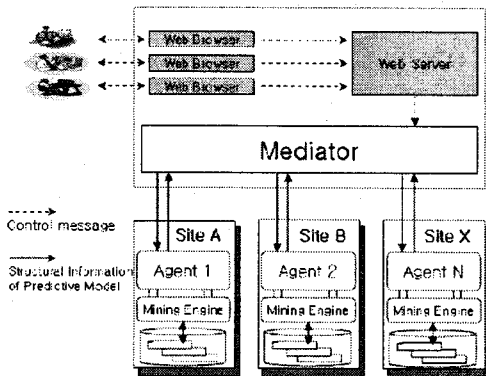 Web Browser
Web Browser
Web Browser
Web Server
Mediator
Control message
Structural Information
of Predictive Model
Site A
Agent 1
Mining Engine
Site B
Agent 2
Mining Engine
Site X
Agent N
Mining Engine